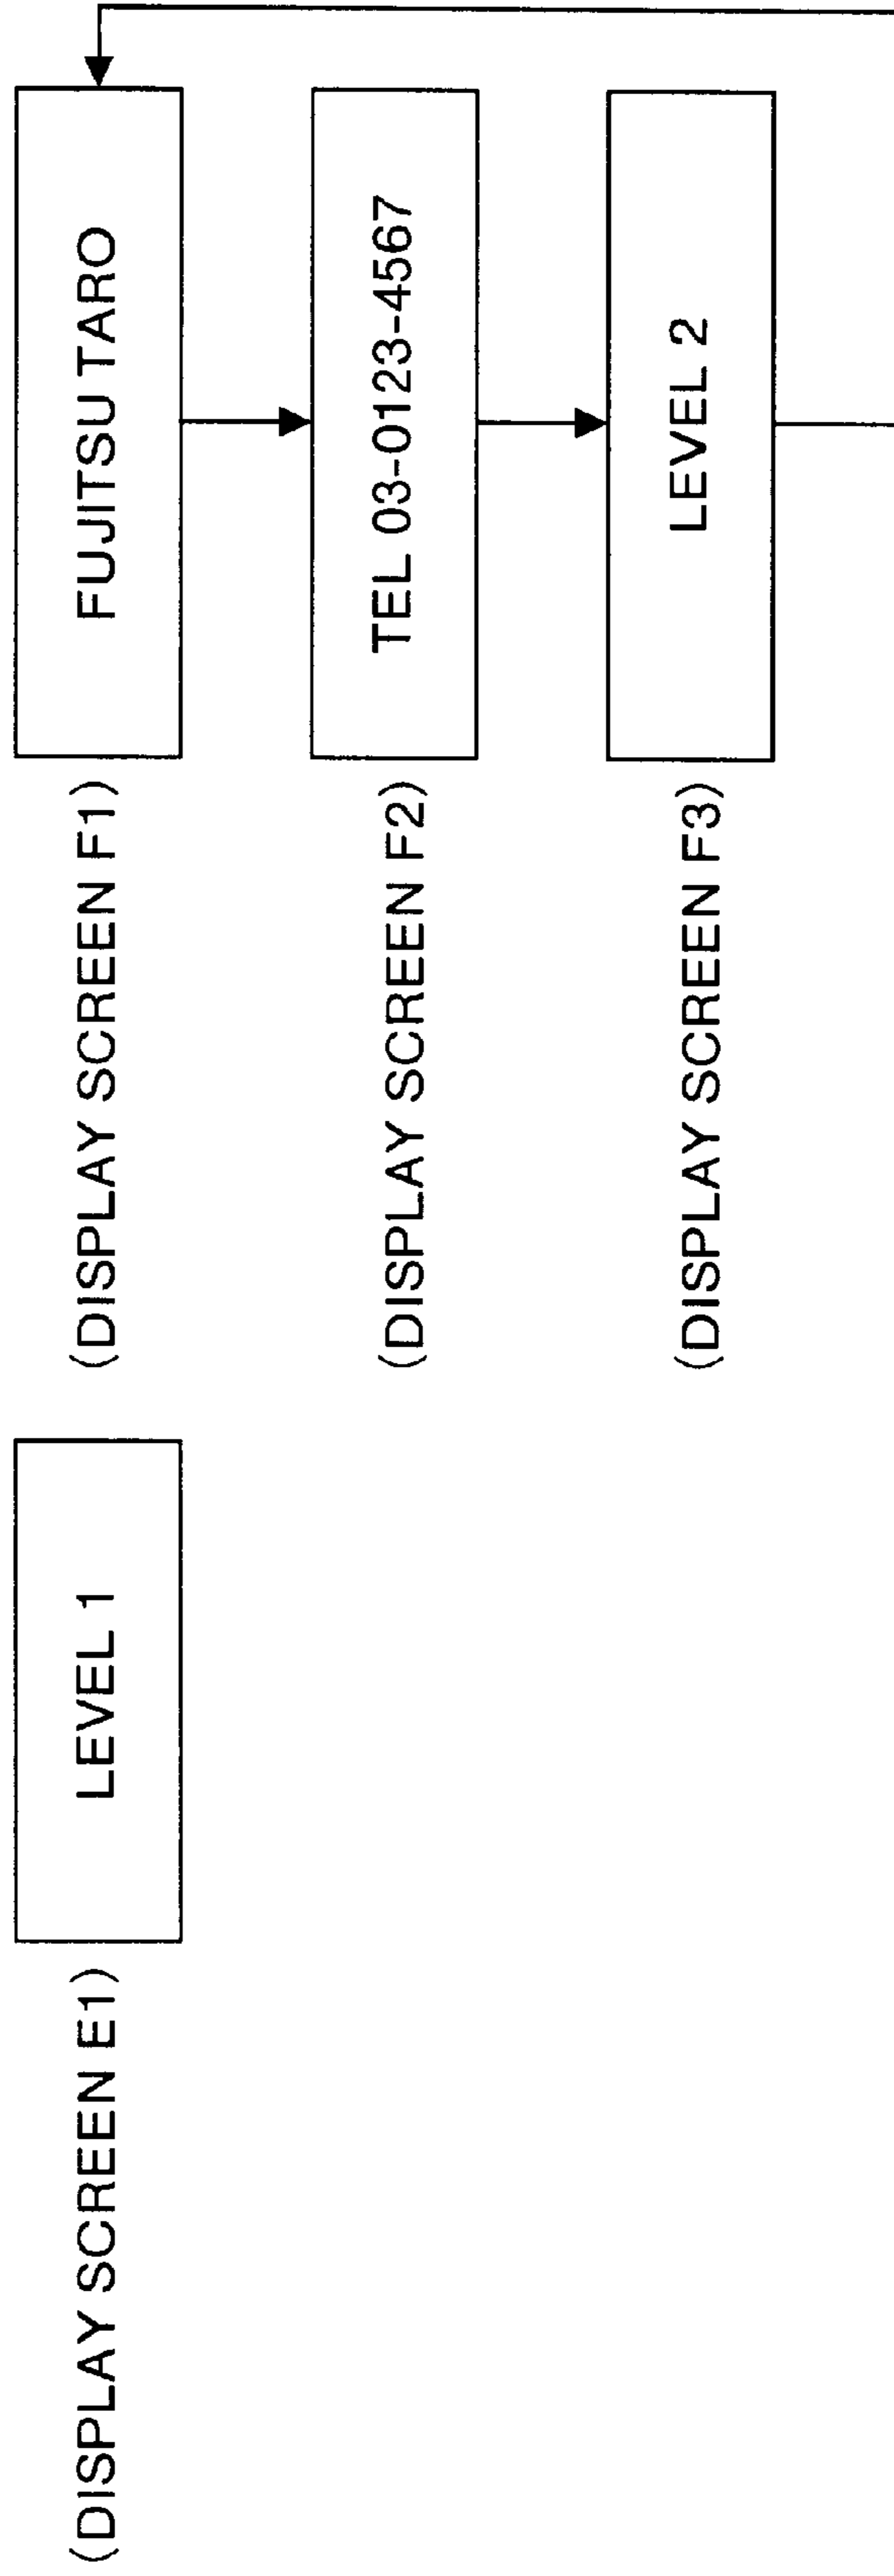 (DISPLAY SCREEN E1)
LEVEL 1
(DISPLAY SCREEN F1)
FUJITSU TARO
(DISPLAY SCREEN F2)
TEL 03-0123-4567
(DISPLAY SCREEN F3)
LEVEL 2